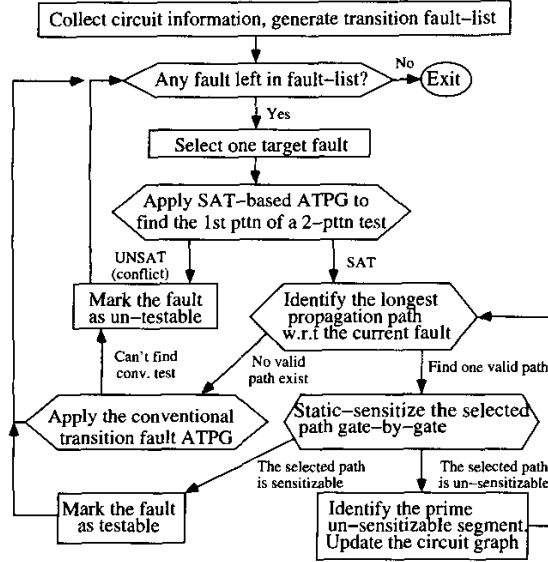 Collect circuit information, generate transition fault-list
Any fault left in fault-list?
No
Exit
Yes
Select one target fault
Apply SAT-based ATPG to
find the 1st pttn of a 2-pttn test
UNSAT
(conflict)
SAT
Mark the fault
as un-testable
Identify the longest
propagation path
w.r.t the current fault
Can't find
conv. test
No valid
path exist
Find one valid path
Apply the conventional
transition fault ATPG
Static-sensitize the selected
path gate-by-gate
The selected path
is sensitizable
The selected path
is un-sensitizable
Mark the fault
as testable
Identify the prime
un-sensitizable segment.
Update the circuit graph